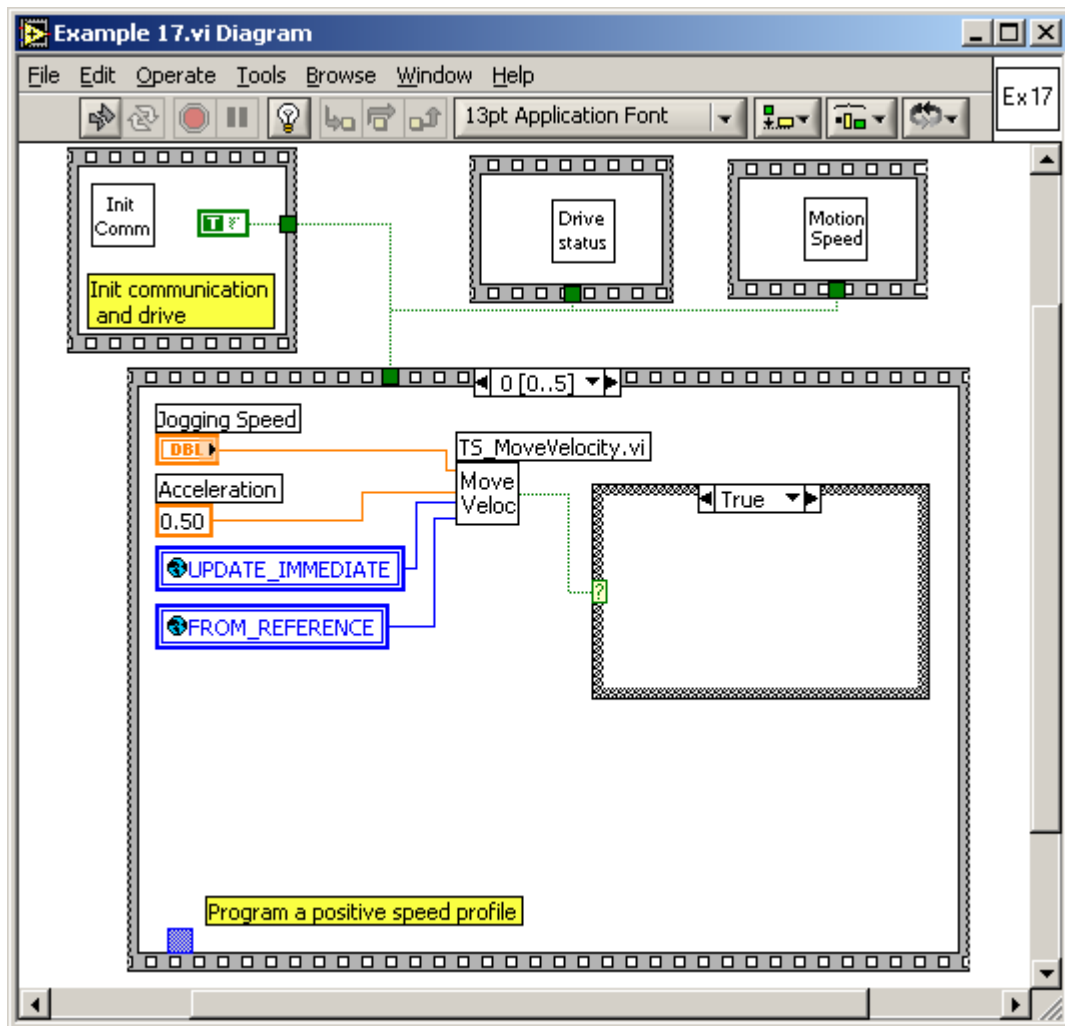 Example 17.vi Diagram
File Edit Operate Tools Browse Window Help
Ex17
13pt Application Font
Init
Comm
T
Init communication
and drive
Drive
status
Motion
Speed
0 [0..5]
Jogging Speed
DBL
TS_MoveVelocity.vi
Move
Veloc
Acceleration
0.50
True
UPDATE_IMMEDIATE
?
FROM_REFERENCE
Program a positive speed profile